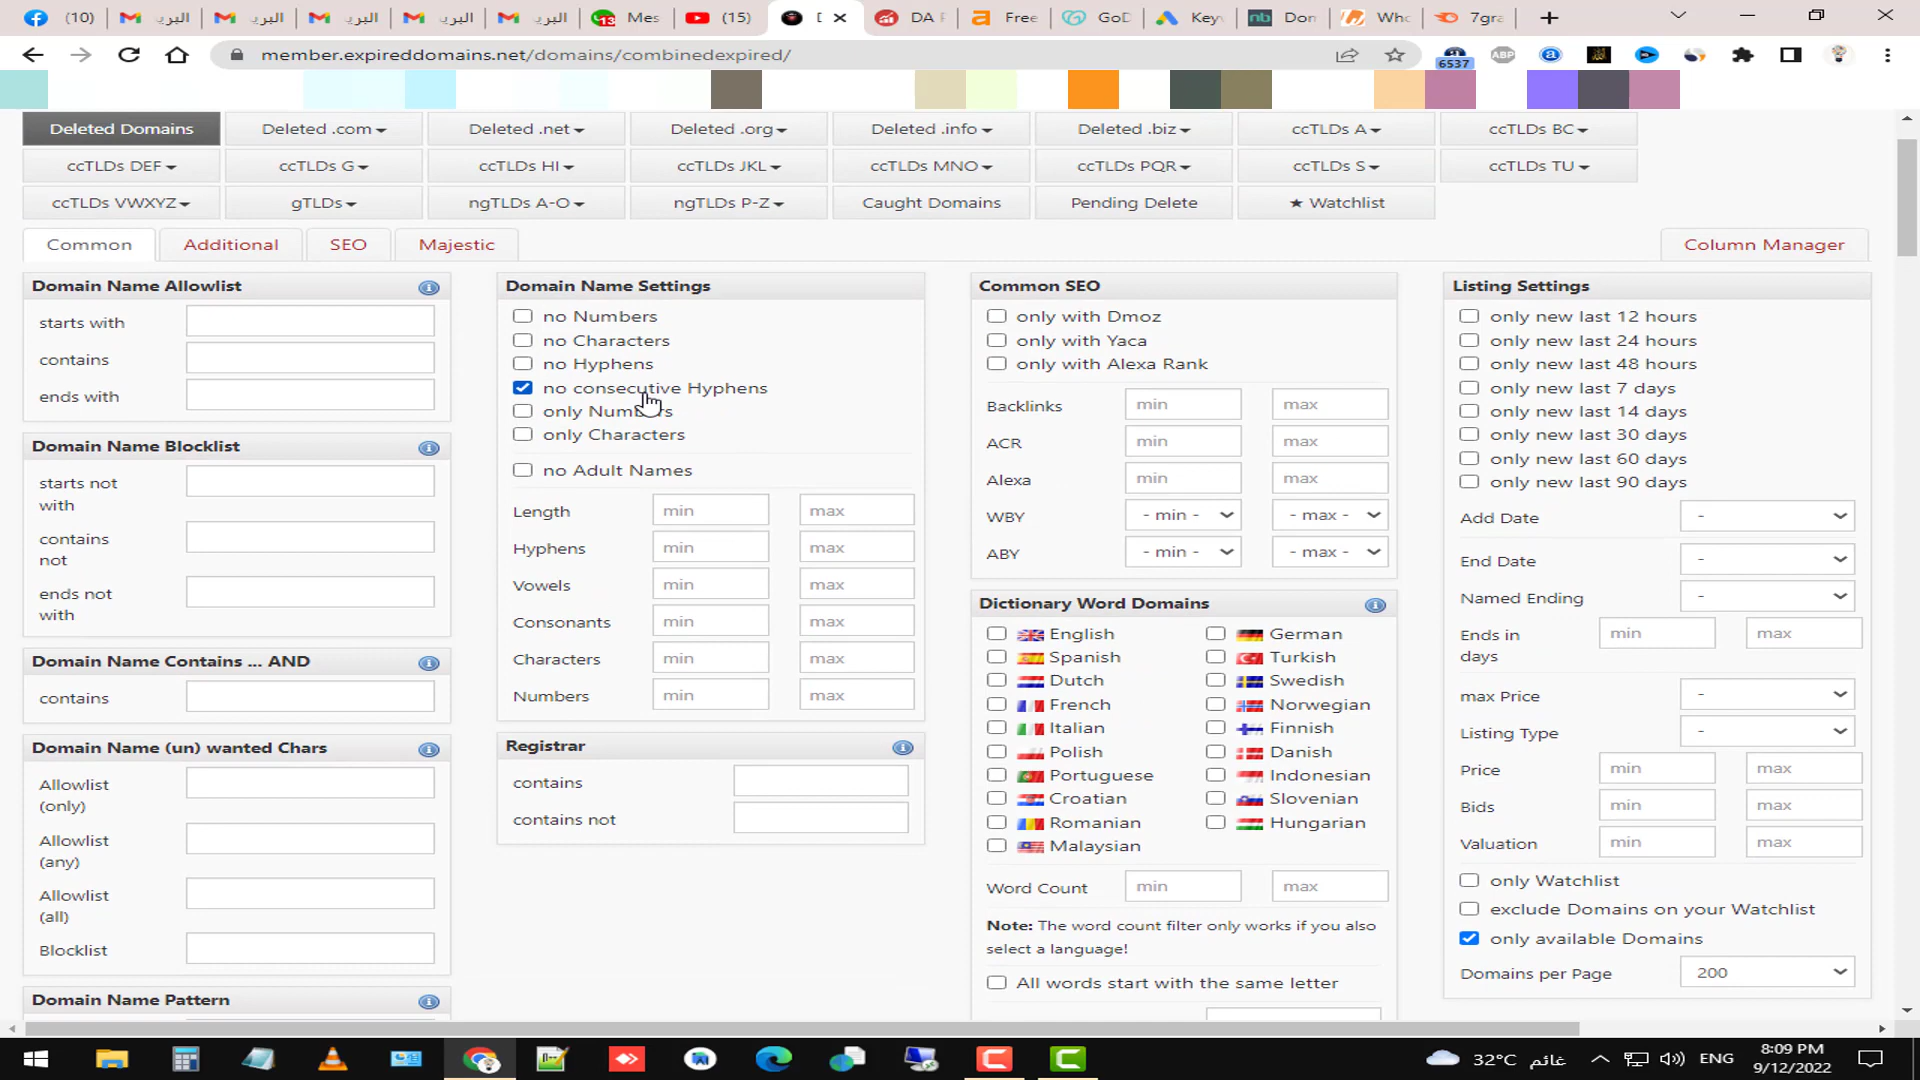 (10) البري البري البري البري البري Mes (15) D DA F Free GoD Key Don Who 7gra
member.expireddomains.net/domains/combinedexpired/ 6537 ABP
Deleted Domains Deleted .com Deleted .net Deleted .org Deleted .info Deleted .biz ccTLDs A ccTLDs BC
ccTLDs DEF ccTLDs G ccTLDs HI ccTLDs JKL ccTLDs MNO ccTLDs PQR ccTLDs S ccTLDs TU
ccTLDs VWXYZ gTLDs ngTLDs A-O ngTLDs P-Z Caught Domains Pending Delete ★ Watchlist
Common Additional SEO Majestic Column Manager
Domain Name Allowlist
starts with
contains
ends with
Domain Name Blocklist
starts not
with
contains
not
ends not
with
Domain Name Contains ... AND
contains
Domain Name (un) wanted Chars
Allowlist
(only)
Allowlist
(any)
Allowlist
(all)
Blocklist
Domain Name Pattern
Domain Name Settings
no Numbers
no Characters
no Hyphens
no consecutive Hyphens
only Numbers
only Characters
no Adult Names
Length min max
Hyphens min max
Vowels min max
Consonants min max
Characters min max
Numbers min max
Registrar
contains
contains not
Common SEO
only with Dmoz
only with Yaca
only with Alexa Rank
Backlinks min max
ACR min max
Alexa min max
WBY - min - - max -
ABY - min - - max -
Dictionary Word Domains
English German
Spanish Turkish
Dutch Swedish
French Norwegian
Italian Finnish
Polish Danish
Portuguese Indonesian
Croatian Slovenian
Romanian Hungarian
Malaysian
Word Count min max
Note: The word count filter only works if you also
select a language!
All words start with the same letter
Listing Settings
only new last 12 hours
only new last 24 hours
only new last 48 hours
only new last 7 days
only new last 14 days
only new last 30 days
only new last 60 days
only new last 90 days
Add Date -
End Date -
Named Ending -
Ends in
days min max
max Price -
Listing Type -
Price min max
Bids min max
Valuation min max
only Watchlist
exclude Domains on your Watchlist
only available Domains
Domains per Page 200
32°C غائم ENG 8:09 PM
9/12/2022